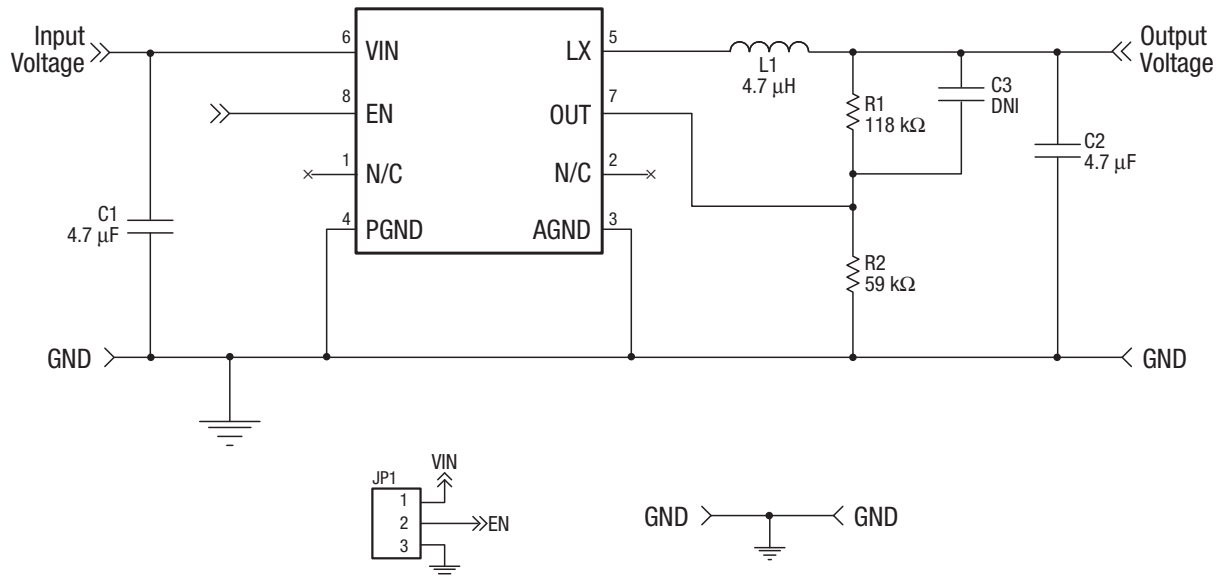 Input
Voltage
6
VIN
LX
5
L1
4.7 μH
Output
Voltage
8
EN
OUT
7
R1
118 kΩ
C3
DNI
1
N/C
N/C
2
C2
4.7 μF
C1
4.7 μF
4
PGND
AGND
3
R2
59 kΩ
GND
GND
VIN
JP1
1
2
3
EN
GND
GND